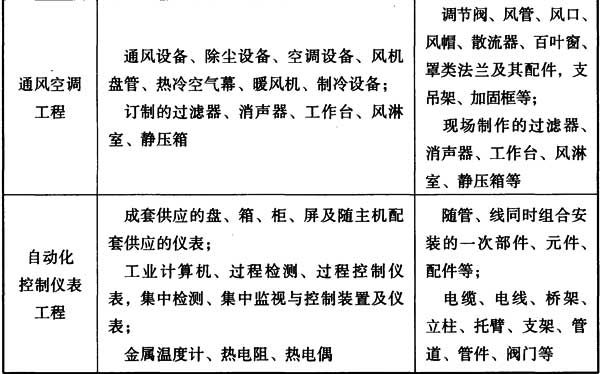 通风空调
工程
通风设备、除尘设备、空调设备、风机
盘管、热冷空气幕、暖风机、制冷设备；
订制的过滤器、消声器、工作台、风淋
室、静压箱
调节阀、风管、风口、
风帽、散流器、百叶窗、
罩类法兰及其配件，支
吊架、加固框等；
现场制作的过滤器、
消声器、工作台、风淋
室、静压箱等
自动化
控制仪表
工程
成套供应的盘、箱、柜、屏及随主机配
套供应的仪表；
工业计算机、过程检测、过程控制仪
表，集中检测、集中监视与控制装置及仪
表；
金属温度计、热电阻、热电偶
随管、线同时组合安
装的一次部件、元件、
配件等；
电缆、电线、桥架、
立柱、托臂、支架、管
道、管件、阀门等